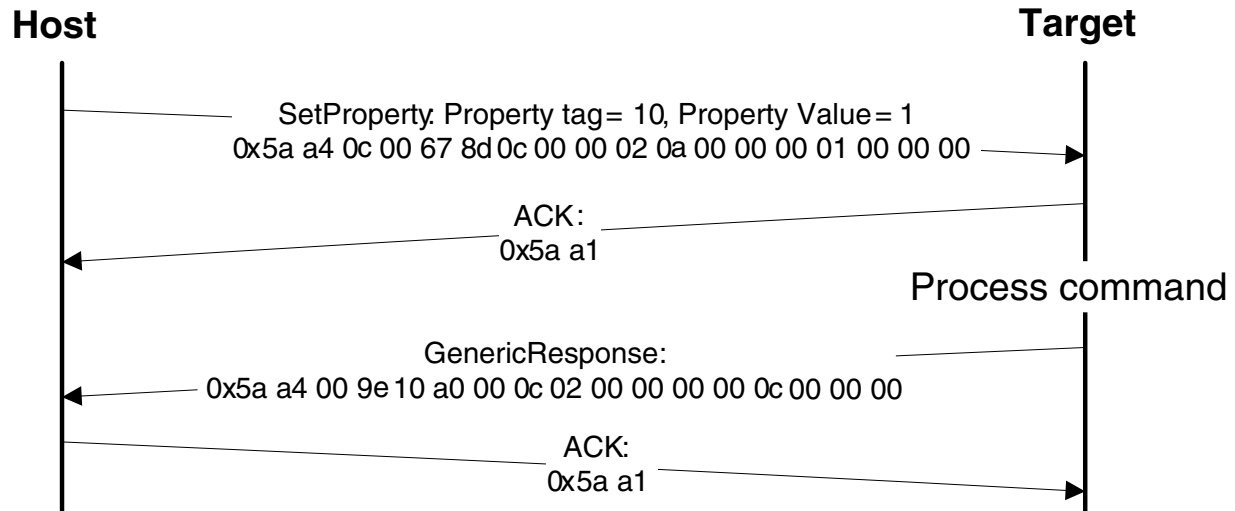 Host
Target
SetProperty: Property tag = 10, Property Value = 1
0x5a a4 0c 00 67 8d 0c 00 00 02 0a 00 00 00 01 00 00 00
ACK:
0x5a a1
Process command
GenericResponse:
0x5a a4 00 9e 10 a0 00 0c 02 00 00 00 00 0c 00 00 00
ACK:
0x5a a1